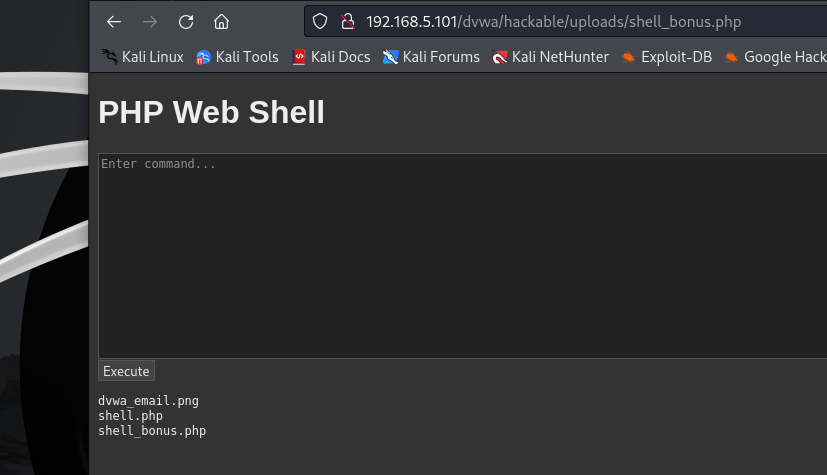 192.168.5.101/dvwa/hackable/uploads/shell_bonus.php
Kali Linux Kali Tools Kali Docs Kali Forums Kali NetHunter Exploit-DB Google Hack
PHP Web Shell
Enter command...
Execute
dvwa_email.png
shell.php
shell_bonus.php